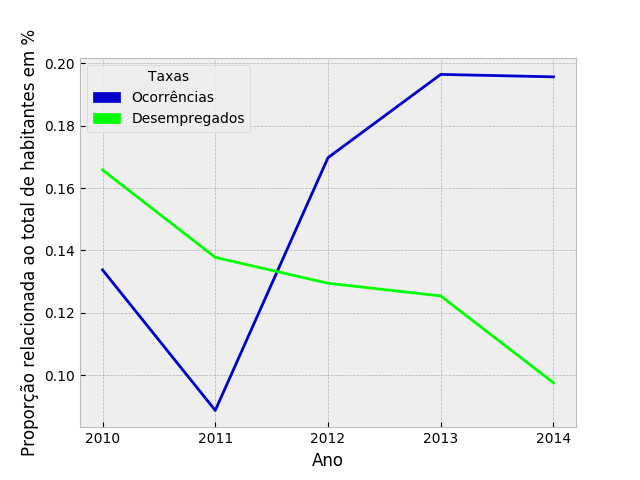 Proporção relacionada ao total de habitantes em %
0.20
0.18
0.16
0.14
0.12
0.10
Taxas
Ocorrências
Desempregados
2010 2011 2012 2013 2014
Ano